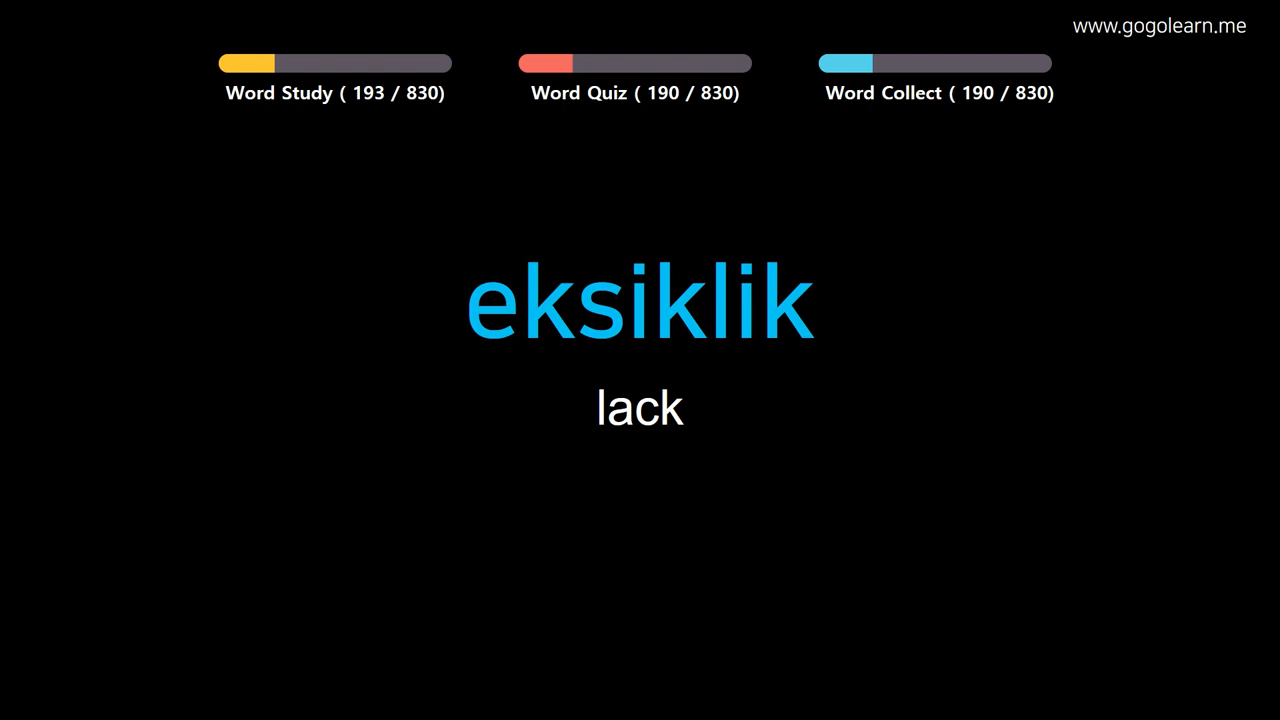 www.gogolearn.me
Word Study ( 193 / 830)
Word Quiz ( 190 / 830)
Word Collect ( 190 / 830)
eksiklik
lack